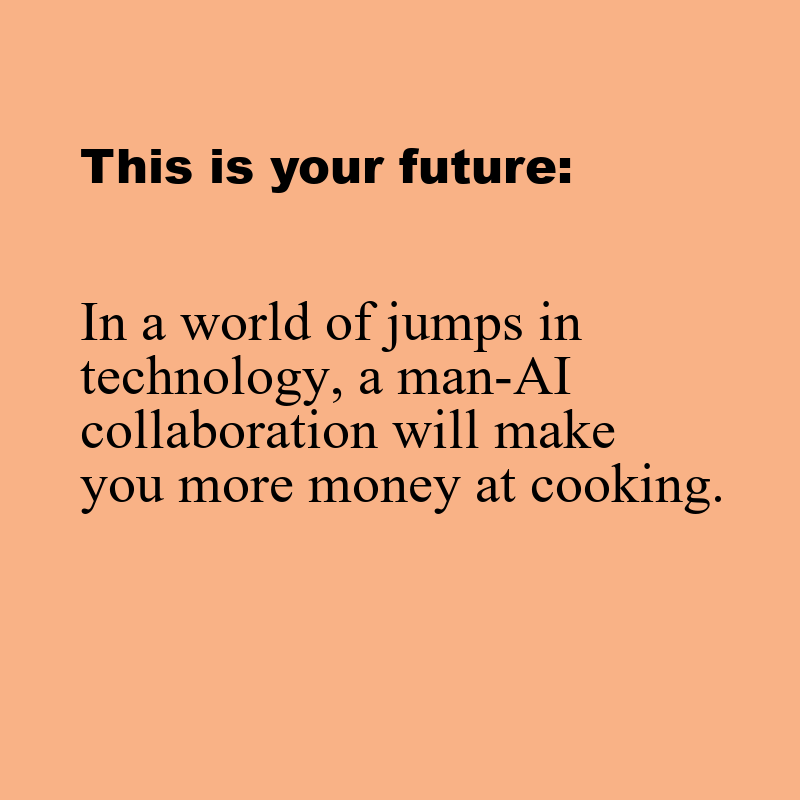 This is your future:
In a world of jumps in
technology, a man-AI
collaboration will make
you more money at cooking.